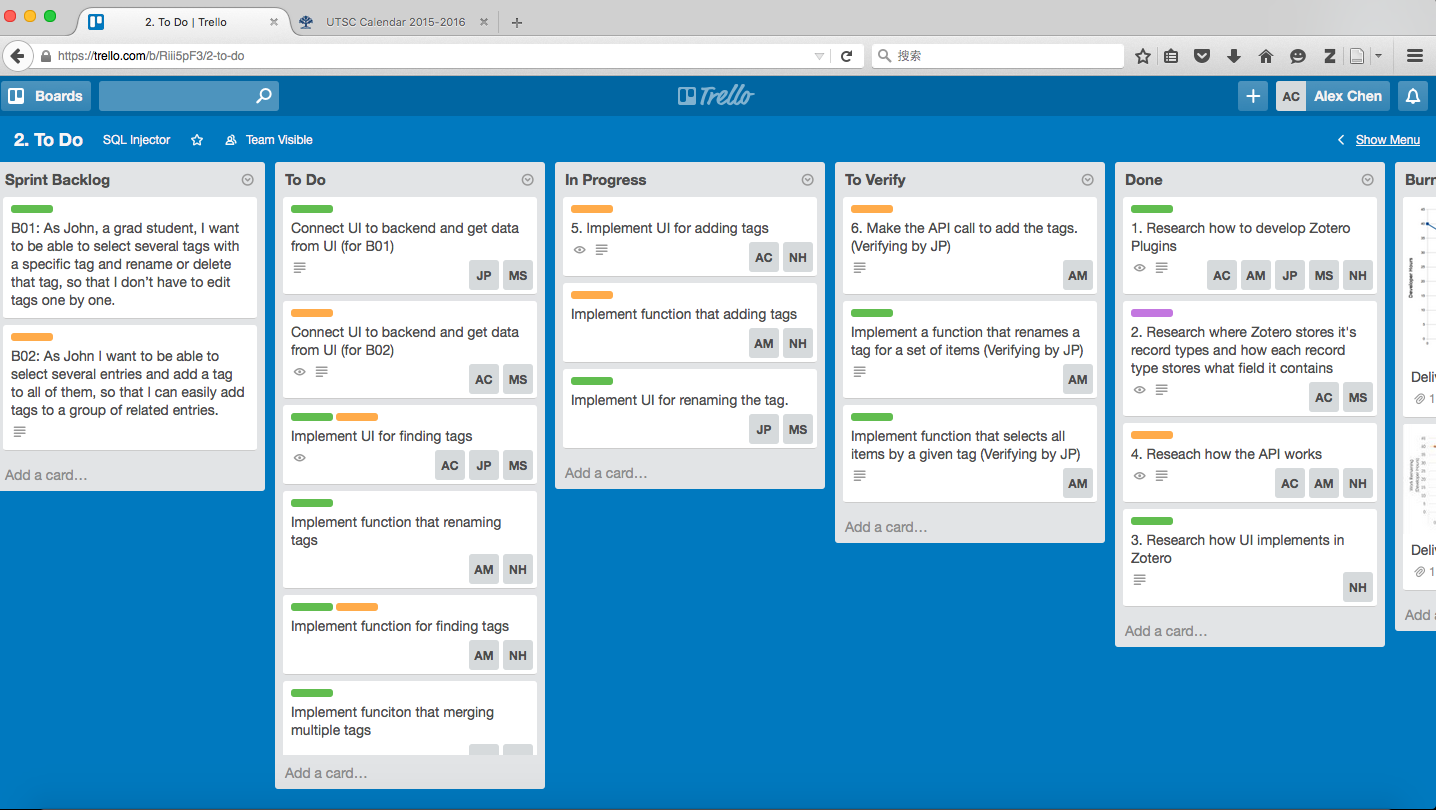 2. To Do | Trello
UTSC Calendar 2015-2016
https://trello.com/b/Riii5pF3/2-to-do
搜索
Boards
Trello
AC Alex Chen
2. To Do SQL Injector Team Visible
Show Menu
Sprint Backlog
B01: As John, a grad student, I want
to be able to select several tags with
a specific tag and rename or delete
that tag, so that I don't have to edit
tags one by one.
B02: As John I want to be able to
select several entries and add a tag
to all of them, so that I can easily add
tags to a group of related entries.
Add a card…
To Do
Connect UI to backend and get data
from UI (for B01)
JP MS
Connect UI to backend and get data
from UI (for B02)
AC MS
Implement UI for finding tags
AC JP MS
Implement function that renaming
tags
AM NH
Implement function for finding tags
AM NH
Implement funciton that merging
multiple tags
Add a card…
In Progress
5. Implement UI for adding tags
AC NH
Implement function that adding tags
AM NH
Implement UI for renaming the tag.
JP MS
Add a card…
To Verify
6. Make the API call to add the tags.
(Verifying by JP)
AM
Implement a function that renames a
tag for a set of items (Verifying by JP)
AM
Implement function that selects all
items by a given tag (Verifying by JP)
AM
Add a card…
Done
1. Research how to develop Zotero
Plugins
AC AM JP MS NH
2. Research where Zotero stores it's
record types and how each record
type stores what field it contains
AC MS
4. Reseach how the API works
AC AM NH
3. Research how UI implements in
Zotero
NH
Add a card…
Burn
Developer Hours
Deli
1
Deli
1
Add a